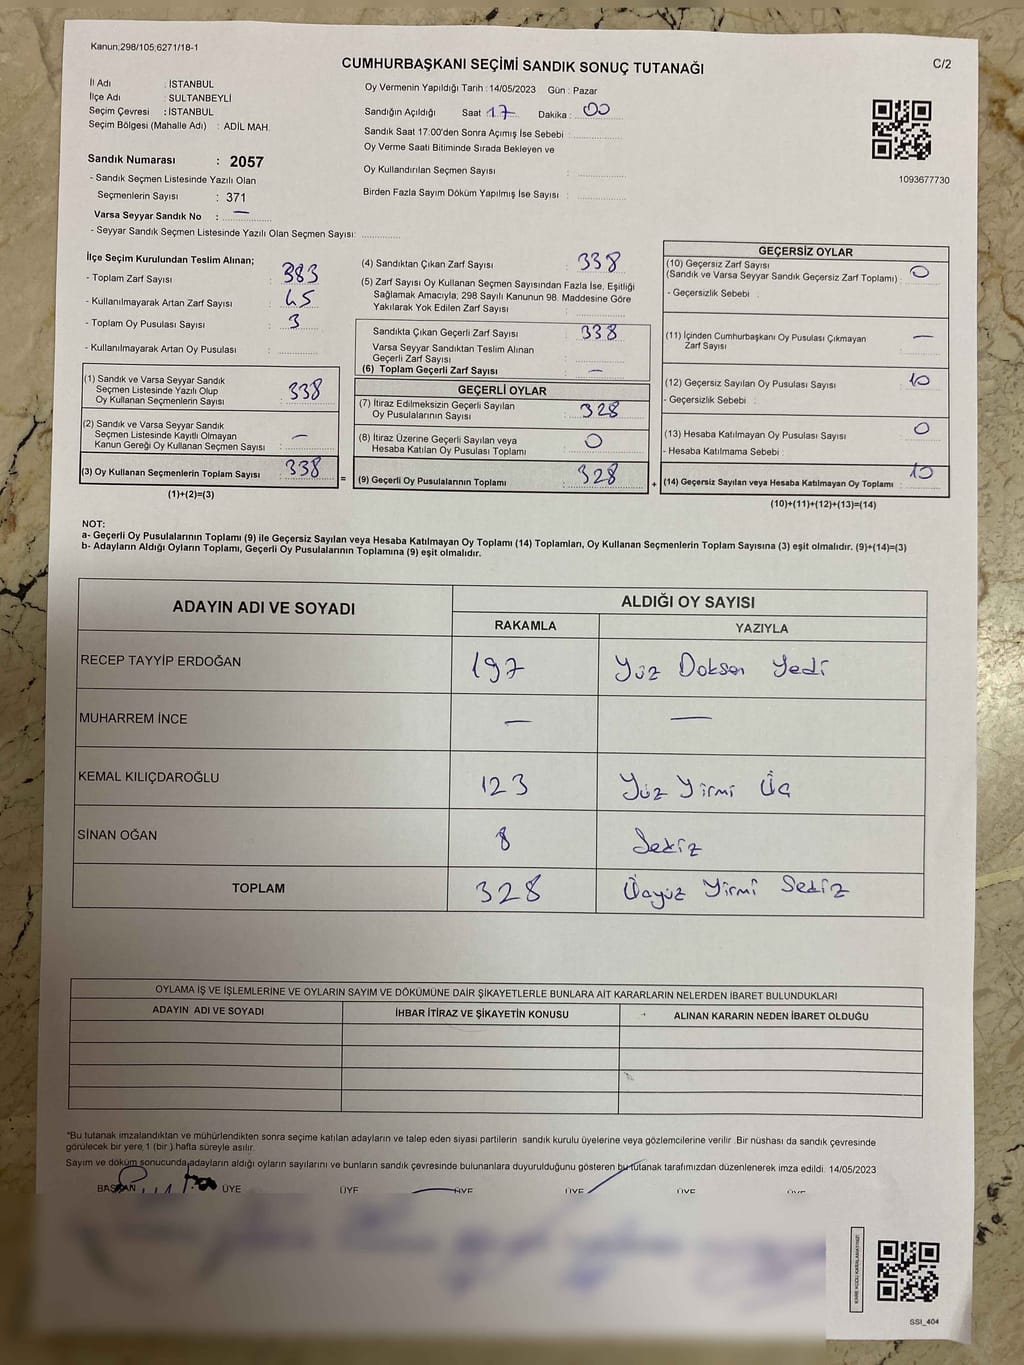 Kanun;298/105;6271/18-1
CUMHURBAŞKANI SEÇİMİ SANDIK SONUÇ TUTANAĞI
C/2
İl Adı : İSTANBUL
İlçe Adı : SULTANBEYLİ
Seçim Çevresi : İSTANBUL
Seçim Bölgesi (Mahalle Adı) : ADİL MAH.
Oy Vermenin Yapıldığı Tarih : 14/05/2023 Gün : Pazar
Sandığın Açıldığı Saat 17 Dakika : 00
Sandık Saat 17:00'den Sonra Açımış İse Sebebi :
Oy Verme Saati Bitiminde Sırada Bekleyen ve
Oy Kullandırılan Seçmen Sayısı :
Birden Fazla Sayım Döküm Yapılmış İse Sayısı :
1093677730
Sandık Numarası : 2057
- Sandık Seçmen Listesinde Yazılı Olan
Seçmenlerin Sayısı : 371
Varsa Seyyar Sandık No : —
- Seyyar Sandık Seçmen Listesinde Yazılı Olan Seçmen Sayısı:
İlçe Seçim Kurulundan Teslim Alınan;
- Toplam Zarf Sayısı : 383
- Kullanılmayarak Artan Zarf Sayısı : 45
- Toplam Oy Pusulası Sayısı : 3
- Kullanılmayarak Artan Oy Pusulası :
(1) Sandık ve Varsa Seyyar Sandık
Seçmen Listesinde Yazılı Olup
Oy Kullanan Seçmenlerin Sayısı : 338
(2) Sandık ve Varsa Seyyar Sandık
Seçmen Listesinde Kayıtlı Olmayan
Kanun Gereği Oy Kullanan Seçmen Sayısı : —
(3) Oy Kullanan Seçmenlerin Toplam Sayısı : 338
(1)+(2)=(3)
(4) Sandıktan Çıkan Zarf Sayısı : 338
(5) Zarf Sayısı Oy Kullanan Seçmen Sayısından Fazla İse, Eşitliği
Sağlamak Amacıyla; 298 Sayılı Kanunun 98. Maddesine Göre
Yakılarak Yok Edilen Zarf Sayısı :
Sandıkta Çıkan Geçerli Zarf Sayısı : 338
Varsa Seyyar Sandıktan Teslim Alınan
Geçerli Zarf Sayısı :
(6) Toplam Geçerli Zarf Sayısı : —
GEÇERLİ OYLAR
(7) İtiraz Edilmeksizin Geçerli Sayılan
Oy Pusulalarının Sayısı : 328
(8) İtiraz Üzerine Geçerli Sayılan veya
Hesaba Katılan Oy Pusulası Toplamı : 0
= (9) Geçerli Oy Pusulalarının Toplamı : 328
GEÇERSİZ OYLAR
(10) Geçersiz Zarf Sayısı
(Sandık ve Varsa Seyyar Sandık Geçersiz Zarf Toplamı) : 0
- Geçersizlik Sebebi :
(11) İçinden Cumhurbaşkanı Oy Pusulası Çıkmayan
Zarf Sayısı : —
(12) Geçersiz Sayılan Oy Pusulası Sayısı : 10
- Geçersizlik Sebebi :
(13) Hesaba Katılmayan Oy Pusulası Sayısı : 0
- Hesaba Katılmama Sebebi :
+ (14) Geçersiz Sayılan veya Hesaba Katılmayan Oy Toplamı : 10
(10)+(11)+(12)+(13)=(14)
NOT:
a- Geçerli Oy Pusulalarının Toplamı (9) ile Geçersiz Sayılan veya Hesaba Katılmayan Oy Toplamı (14) Toplamları, Oy Kullanan Seçmenlerin Toplam Sayısına (3) eşit olmalıdır. (9)+(14)=(3)
b- Adayların Aldığı Oyların Toplamı, Geçerli Oy Pusulalarının Toplamına (9) eşit olmalıdır.
ADAYIN ADI VE SOYADI
ALDIĞI OY SAYISI
RAKAMLA YAZIYLA
RECEP TAYYİP ERDOĞAN 197 Yüz Doksan Yedi
MUHARREM İNCE — —
KEMAL KILIÇDAROĞLU 123 Yüz Yirmi Üç
SİNAN OĞAN 8 Sekiz
TOPLAM 328 Üçyüz Yirmi Sekiz
OYLAMA İŞ VE İŞLEMLERİNE VE OYLARIN SAYIM VE DÖKÜMÜNE DAİR ŞİKAYETLERLE BUNLARA AİT KARARLARIN NELERDEN İBARET BULUNDUKLARI
ADAYIN ADI VE SOYADI İHBAR İTİRAZ VE ŞİKAYETİN KONUSU ALINAN KARARIN NEDEN İBARET OLDUĞU
*Bu tutanak imzalandıktan ve mühürlendikten sonra seçime katılan adayların ve talep eden siyasi partilerin sandık kurulu üyelerine veya gözlemcilerine verilir .Bir nüshası da sandık çevresinde
görülecek bir yere 1 (bir ) hafta süreyle asılır.
Sayım ve döküm sonucunda,adayların aldığı oyların sayılarını ve bunların sandık çevresinde bulunanlara duyurulduğunu gösteren bu tutanak tarafımızdan düzenlenerek imza edildi. 14/05/2023
BAŞKAN ÜYE ÜYE ÜYE ÜYE ÜYE ÜYE
SSI_404